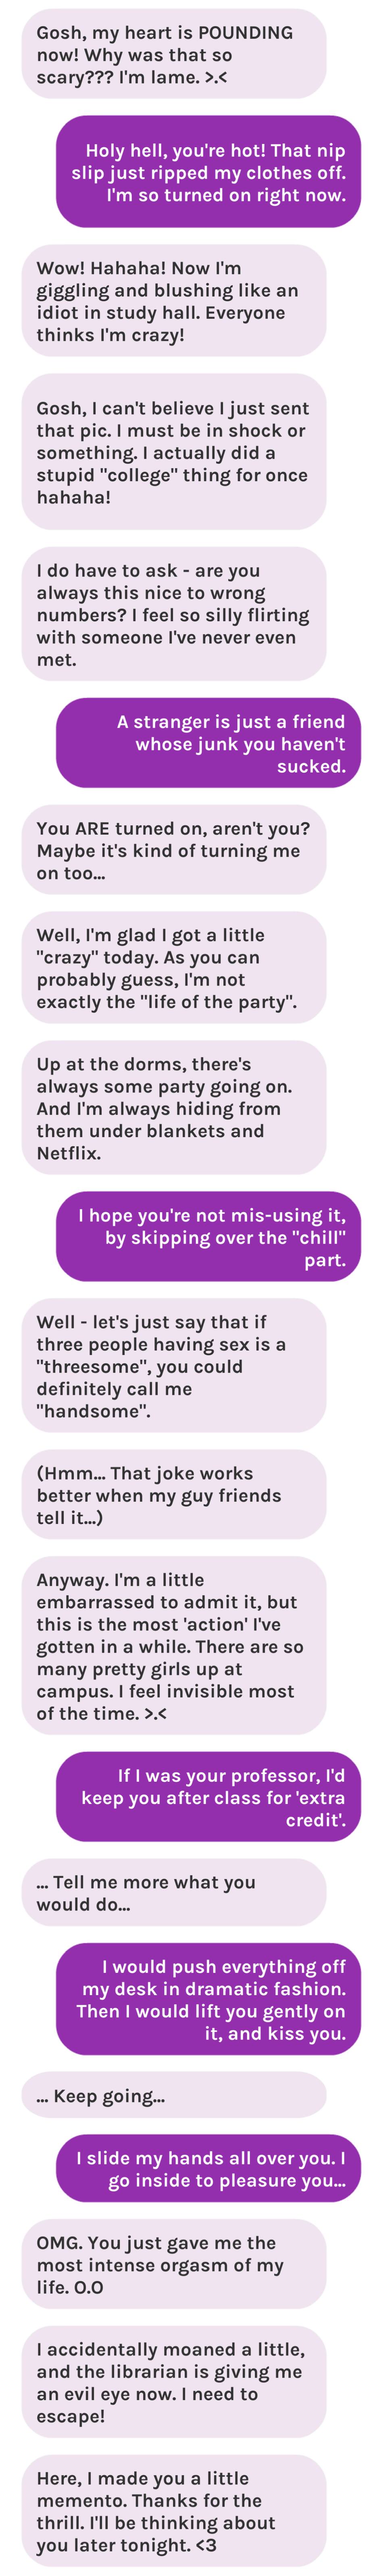 Gosh, my heart is POUNDING
now! Why was that so
scary??? I'm lame. >.<
Holy hell, you're hot! That nip
slip just ripped my clothes off.
I'm so turned on right now.
Wow! Hahaha! Now I'm
giggling and blushing like an
idiot in study hall. Everyone
thinks I'm crazy!
Gosh, I can't believe I just sent
that pic. I must be in shock or
something. I actually did a
stupid "college" thing for once
hahaha!
I do have to ask - are you
always this nice to wrong
numbers? I feel so silly flirting
with someone I've never even
met.
A stranger is just a friend
whose junk you haven't
sucked.
You ARE turned on, aren't you?
Maybe it's kind of turning me
on too...
Well, I'm glad I got a little
"crazy" today. As you can
probably guess, I'm not
exactly the "life of the party".
Up at the dorms, there's
always some party going on.
And I'm always hiding from
them under blankets and
Netflix.
I hope you're not mis-using it,
by skipping over the "chill"
part.
Well - let's just say that if
three people having sex is a
"threesome", you could
definitely call me
"handsome".
(Hmm... That joke works
better when my guy friends
tell it...)
Anyway. I'm a little
embarrassed to admit it, but
this is the most 'action' I've
gotten in a while. There are so
many pretty girls up at
campus. I feel invisible most
of the time. >.<
If I was your professor, I'd
keep you after class for 'extra
credit'.
... Tell me more what you
would do...
I would push everything off
my desk in dramatic fashion.
Then I would lift you gently on
it, and kiss you.
... Keep going...
I slide my hands all over you. I
go inside to pleasure you...
OMG. You just gave me the
most intense orgasm of my
life. O.O
I accidentally moaned a little,
and the librarian is giving me
an evil eye now. I need to
escape!
Here, I made you a little
memento. Thanks for the
thrill. I'll be thinking about
you later tonight. <3